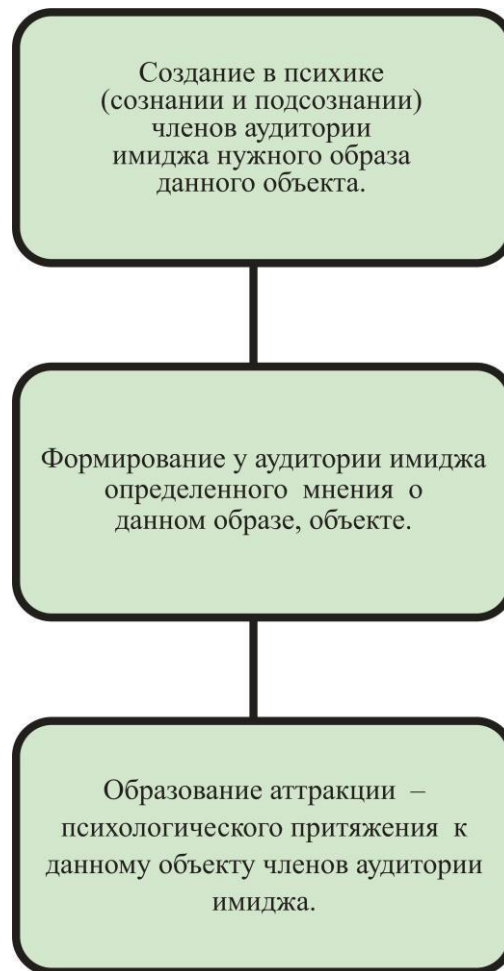 Создание в психике
(сознании и подсознании)
членов аудитории
имиджа нужного образа
данного объекта.
Формирование у аудитории имиджа
определенного мнения о
данном образе, объекте.
Образование аттракции –
психологического притяжения к
данному объекту членов аудитории
имиджа.